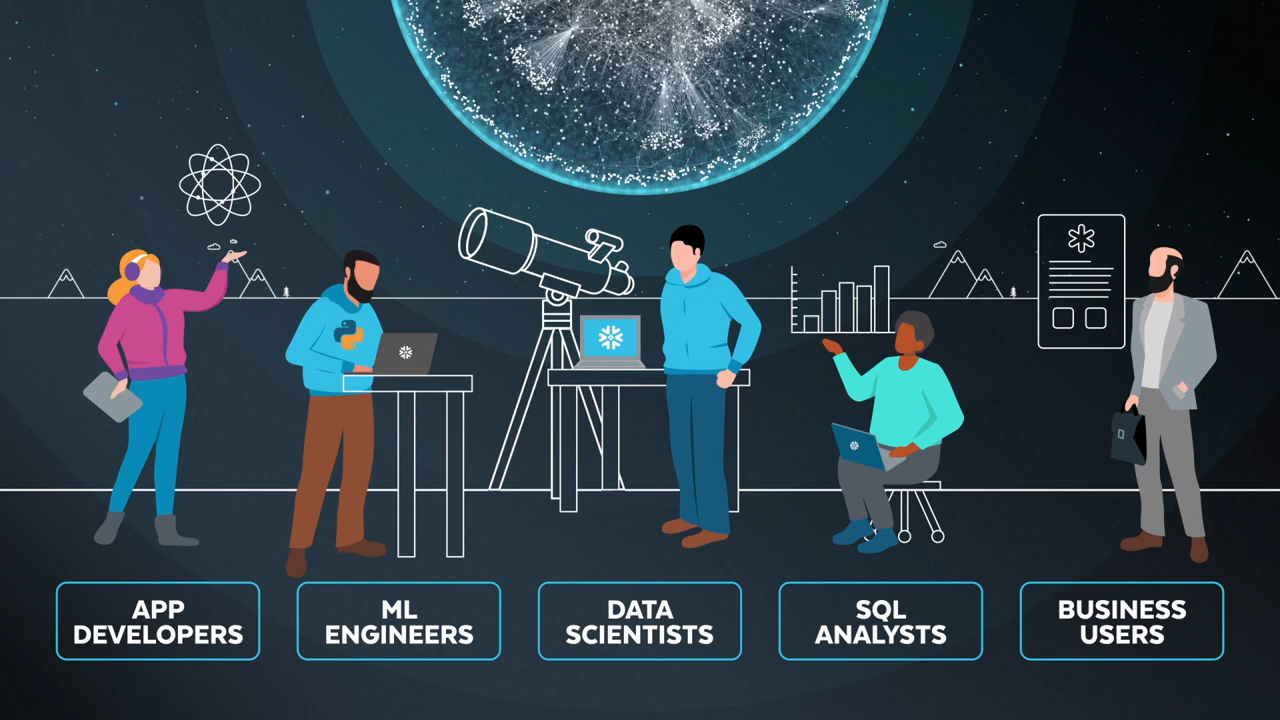 APP
DEVELOPERS
ML
ENGINEERS
DATA
SCIENTISTS
SQL
ANALYSTS
BUSINESS
USERS